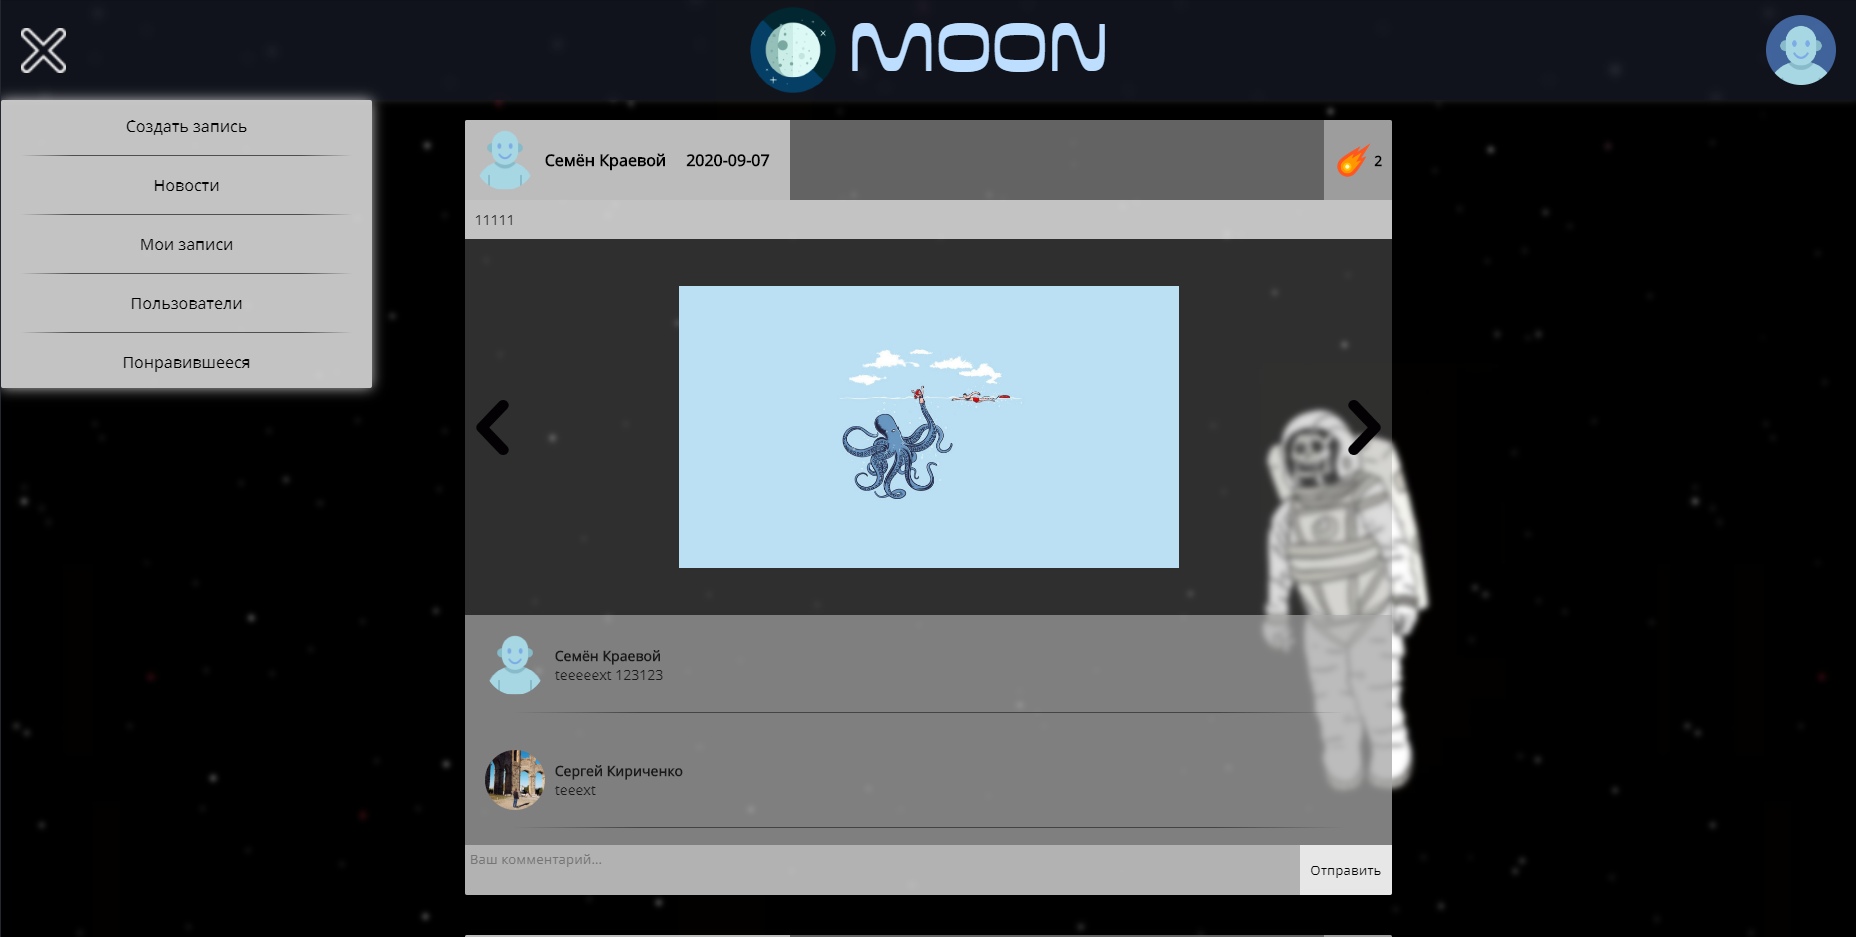 MOON
Создать запись
Новости
Мои записи
Пользователи
Понравившееся
Семён Краевой 2020-09-07
2
11111
Семён Краевой
teeeeext 123123
Сергей Кириченко
teeext
Ваш комментарий...
Отправить